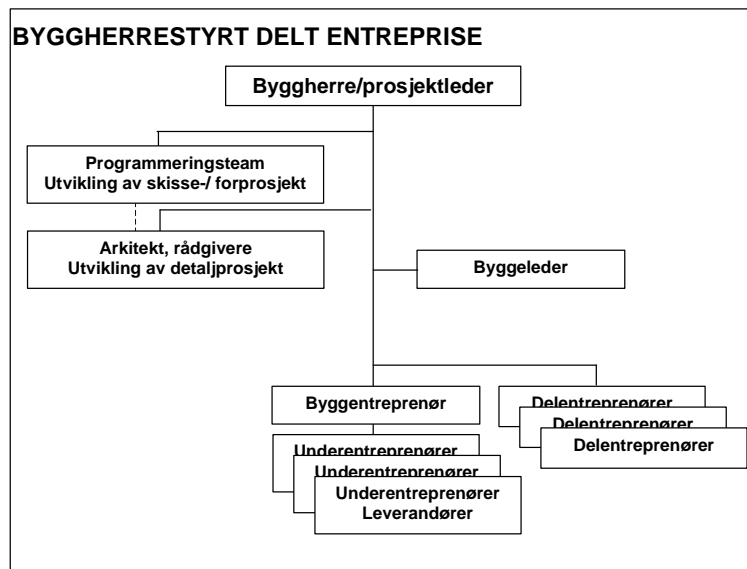 BYGGHERRESTYRT DELT ENTREPRISE
Byggherre/prosjektleder
Programmeringsteam
Utvikling av skisse-/ forprosjekt
Arkitekt, rådgivere
Utvikling av detaljprosjekt
Byggeleder
Byggentreprenør
Delentreprenører
Delentreprenører
Delentreprenører
Underentreprenører
Underentreprenører
Underentreprenører
Leverandører